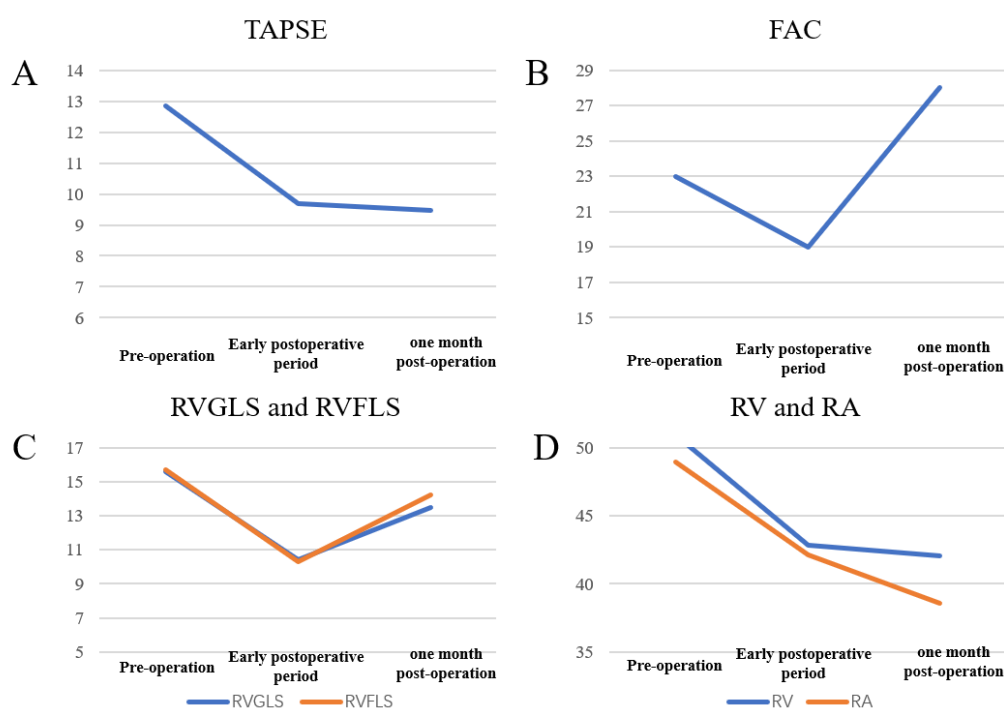 TAPSE
A
14
13
12
11
10
9
8
7
6
Pre-operation
Early postoperative
period
one month
post-operation
FAC
B
29
27
25
23
21
19
17
15
Pre-operation
Early postoperative
period
one month
post-operation
RVGLS and RVFLS
C
17
15
13
11
9
7
5
Pre-operation
Early postoperative
period
one month
post-operation
RVGLS RVFLS
RV and RA
D
50
45
40
35
Pre-operation
Early postoperative
period
one month
post-operation
RV RA